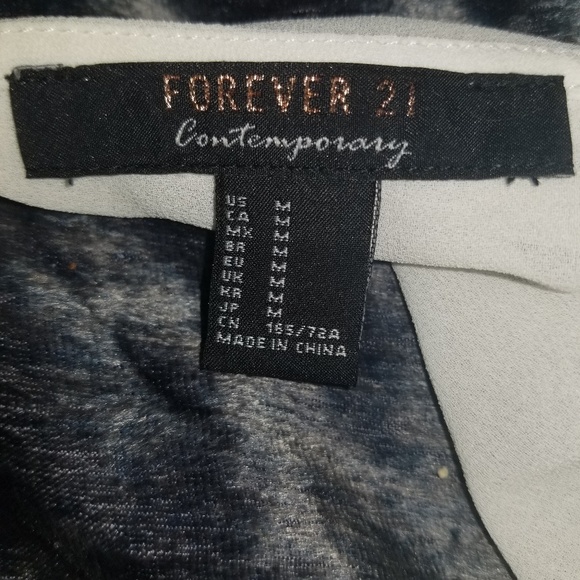 FOREVER 21
Contemporary
US M
CA M
MX M
BR M
EU M
UK M
KR M
JP M
CN 165/72A
MADE IN CHINA